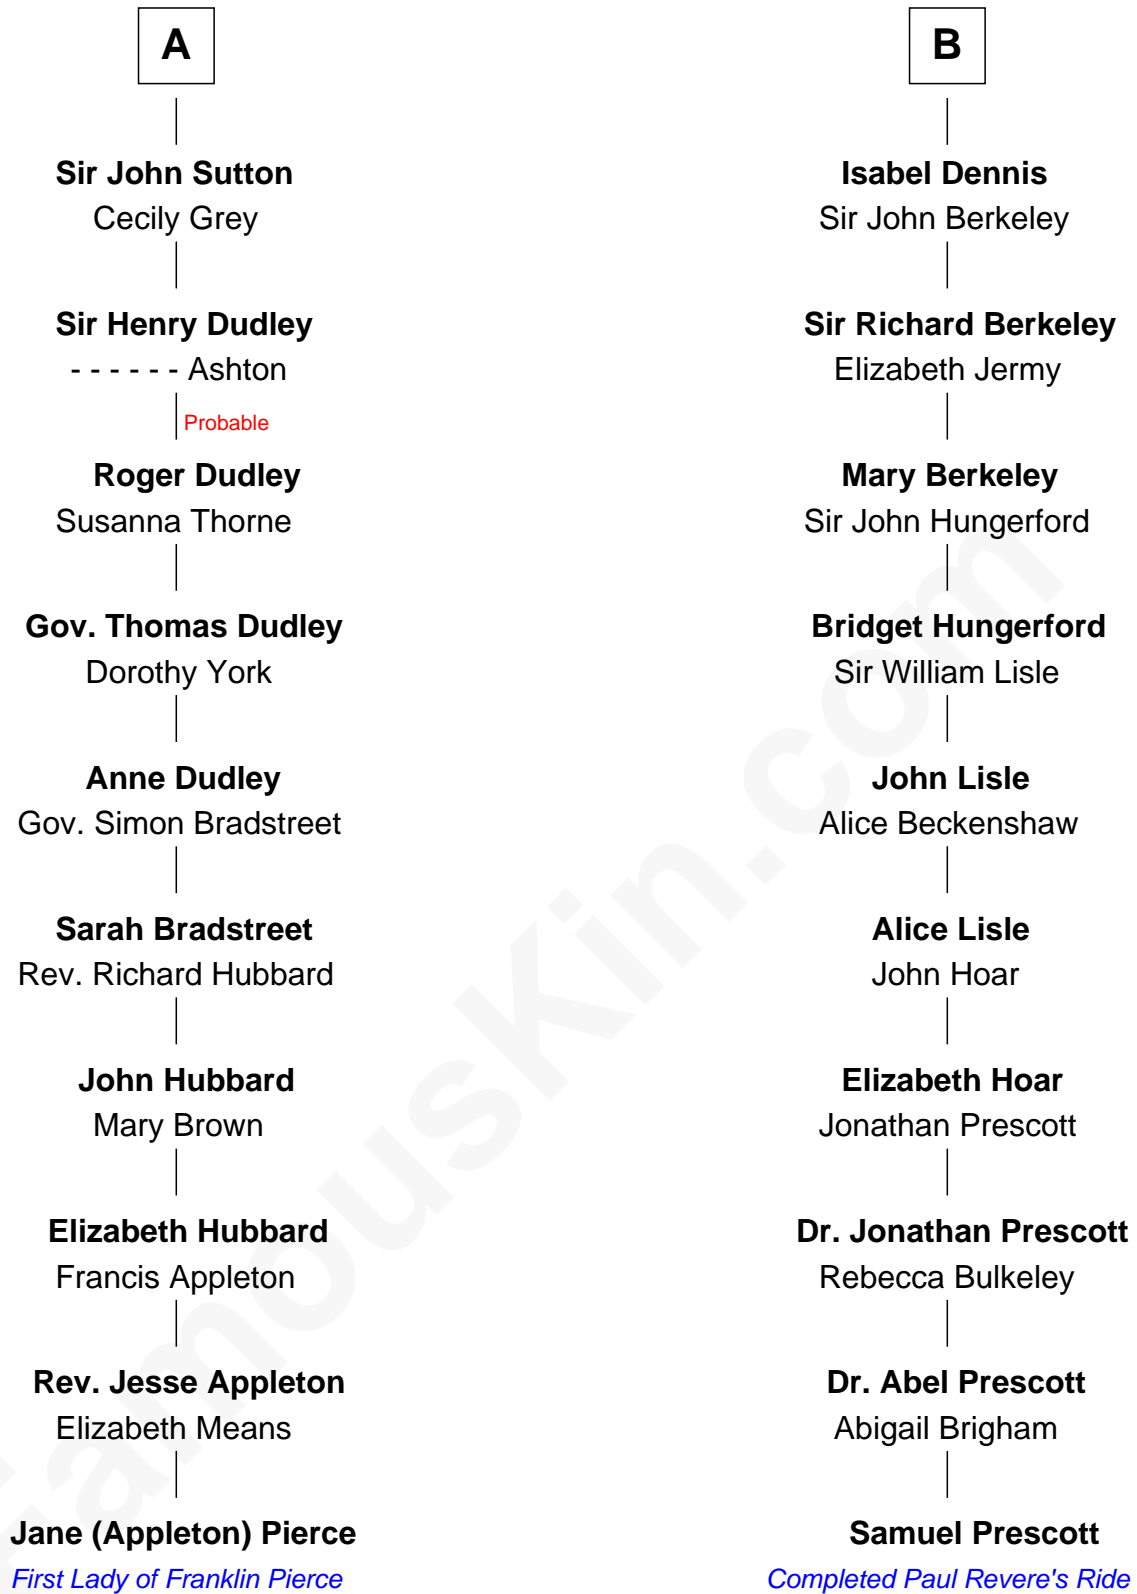 A
Sir John Sutton
Cecily Grey
Sir Henry Dudley
- - - - - - Ashton
Probable
Roger Dudley
Susanna Thorne
Gov. Thomas Dudley
Dorothy York
Anne Dudley
Gov. Simon Bradstreet
Sarah Bradstreet
Rev. Richard Hubbard
John Hubbard
Mary Brown
Elizabeth Hubbard
Francis Appleton
Rev. Jesse Appleton
Elizabeth Means
Jane (Appleton) Pierce
First Lady of Franklin Pierce
B
Isabel Dennis
Sir John Berkeley
Sir Richard Berkeley
Elizabeth Jermy
Mary Berkeley
Sir John Hungerford
Bridget Hungerford
Sir William Lisle
John Lisle
Alice Beckenshaw
Alice Lisle
John Hoar
Elizabeth Hoar
Jonathan Prescott
Dr. Jonathan Prescott
Rebecca Bulkeley
Dr. Abel Prescott
Abigail Brigham
Samuel Prescott
Completed Paul Revere's Ride
FamousKin.com